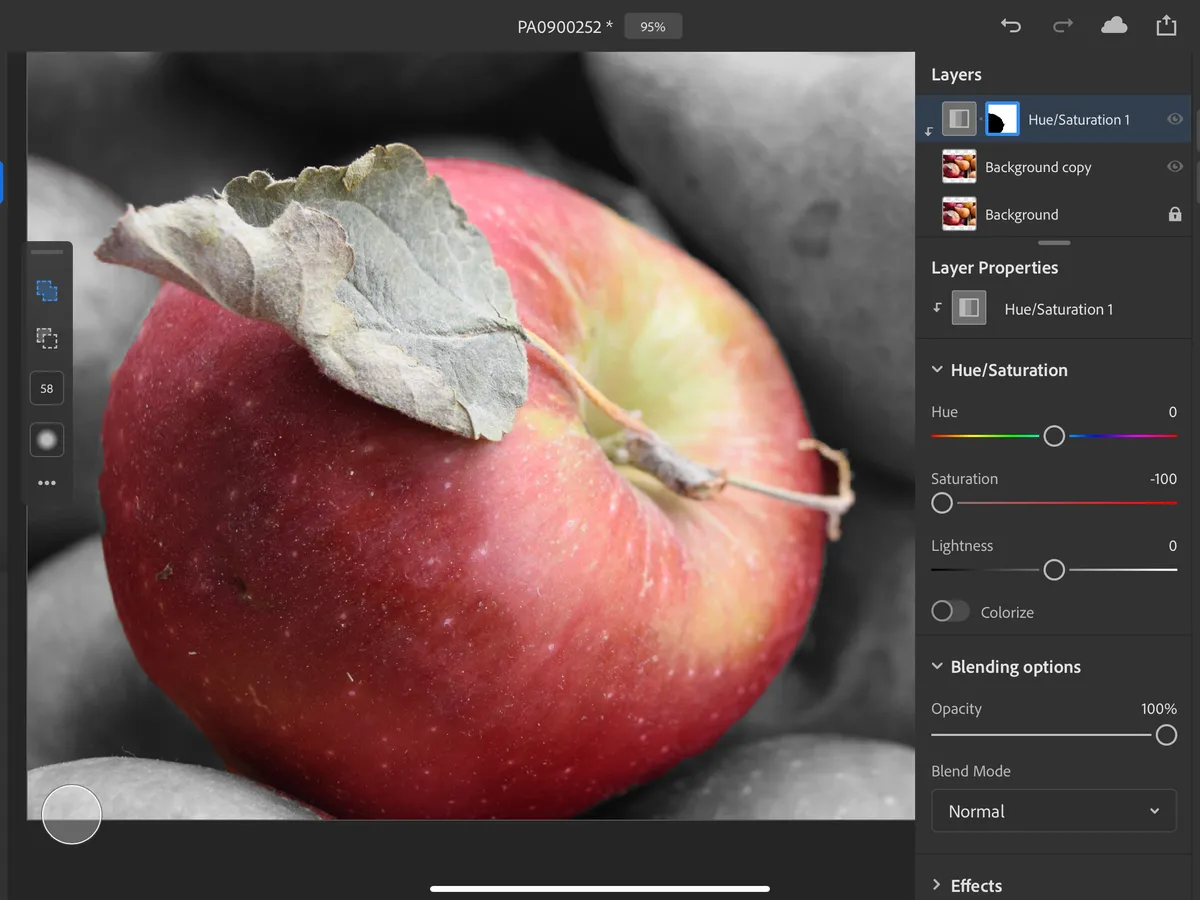 PA0900252 * 95%
Layers
Hue/Saturation 1
Background copy
Background
Layer Properties
Hue/Saturation 1
Hue/Saturation
Hue 0
Saturation -100
Lightness 0
Colorize
Blending options
Opacity 100%
Blend Mode
Normal
Effects
58